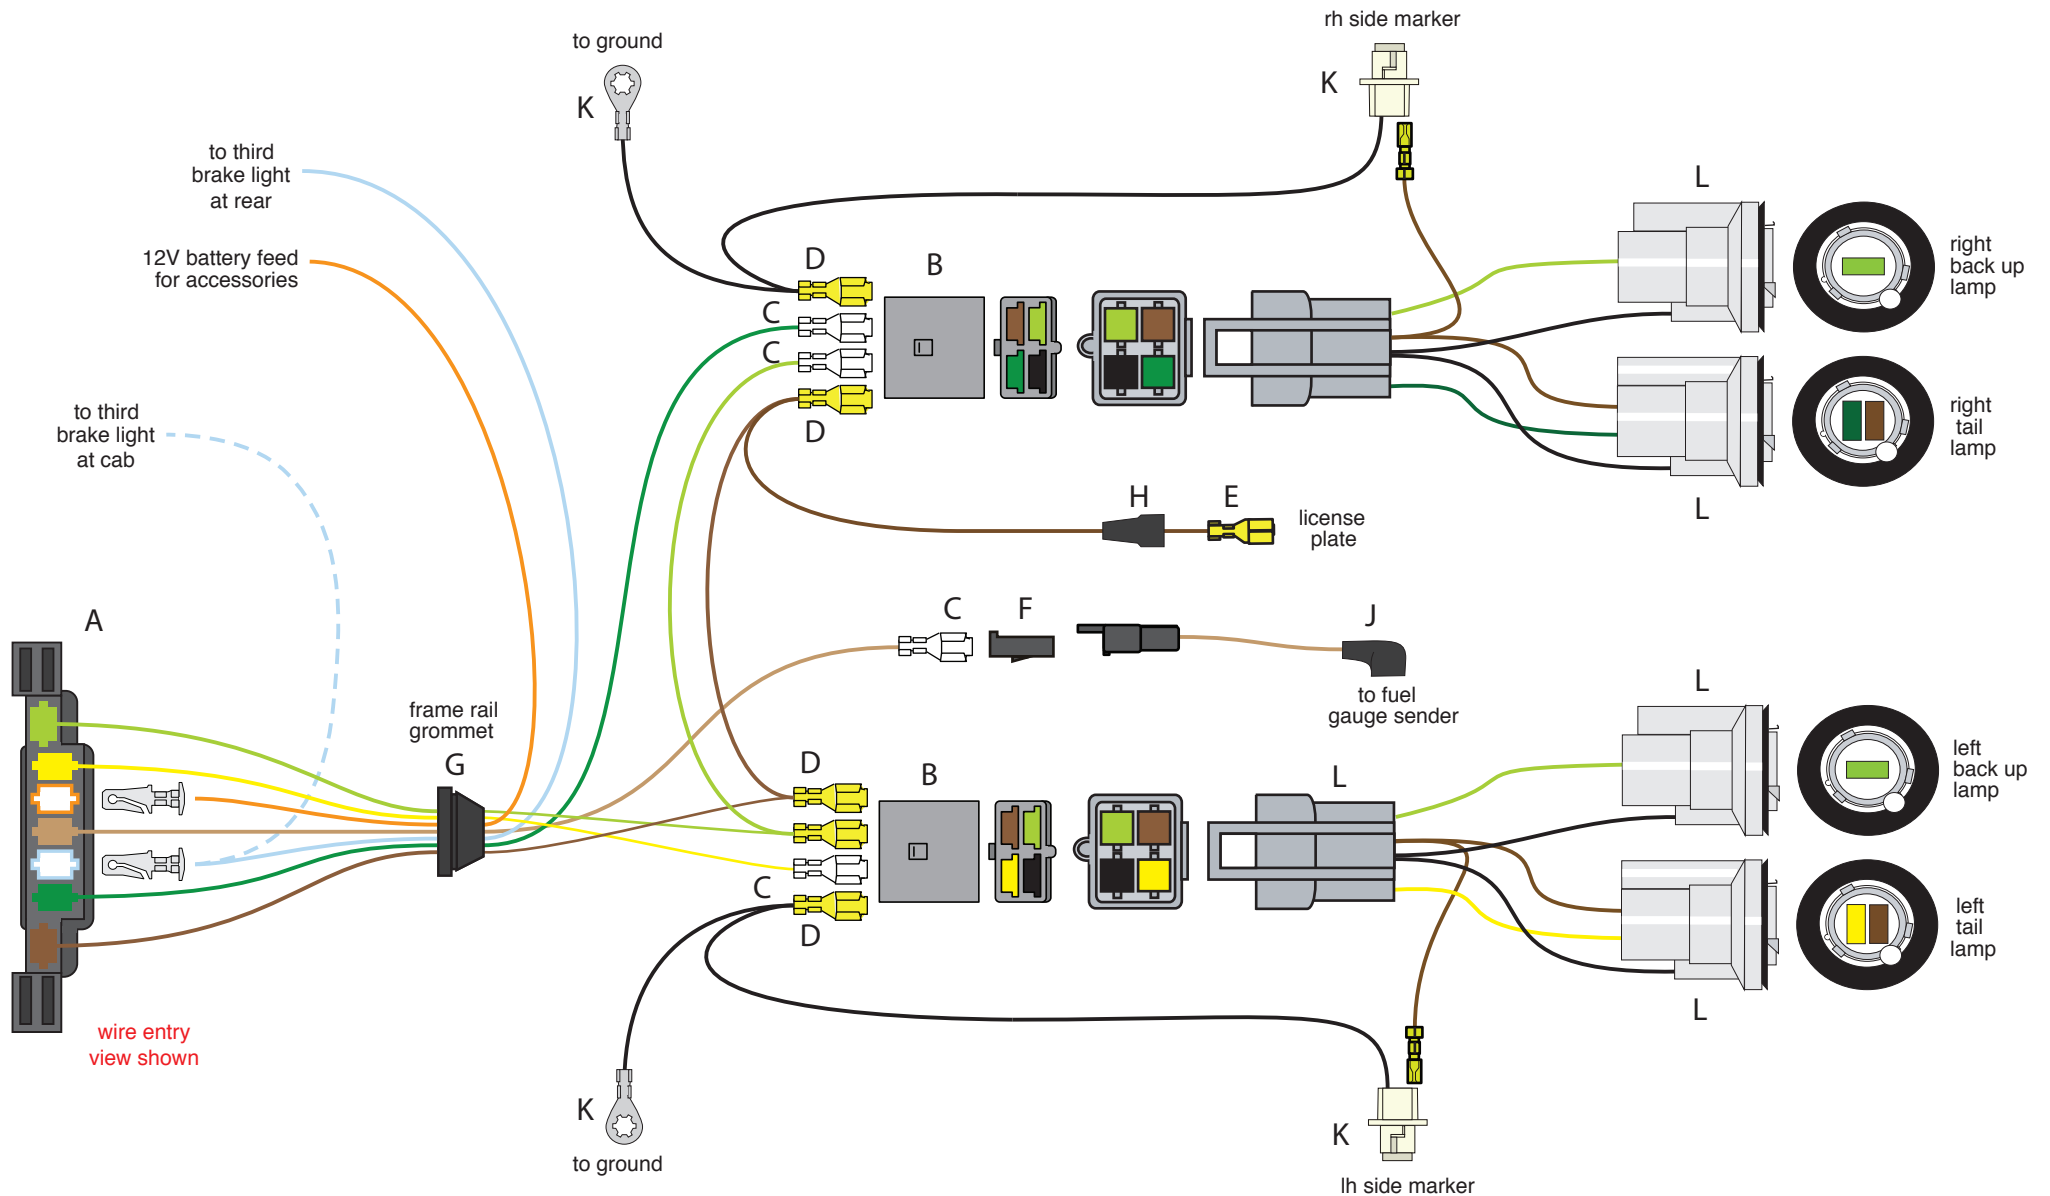 rh side marker
to ground
K
K
to third
brake light
at rear
L
12V battery feed
for accessories
D
B
right
back up
lamp
C
C
to third
brake light
at cab
D
right
tail
lamp
H
E
license
plate
L
A
C
F
J
to fuel
gauge sender
frame rail
grommet
G
L
D
B
L
left
back up
lamp
C
D
left
tail
lamp
L
wire entry
view shown
K
to ground
K
lh side marker